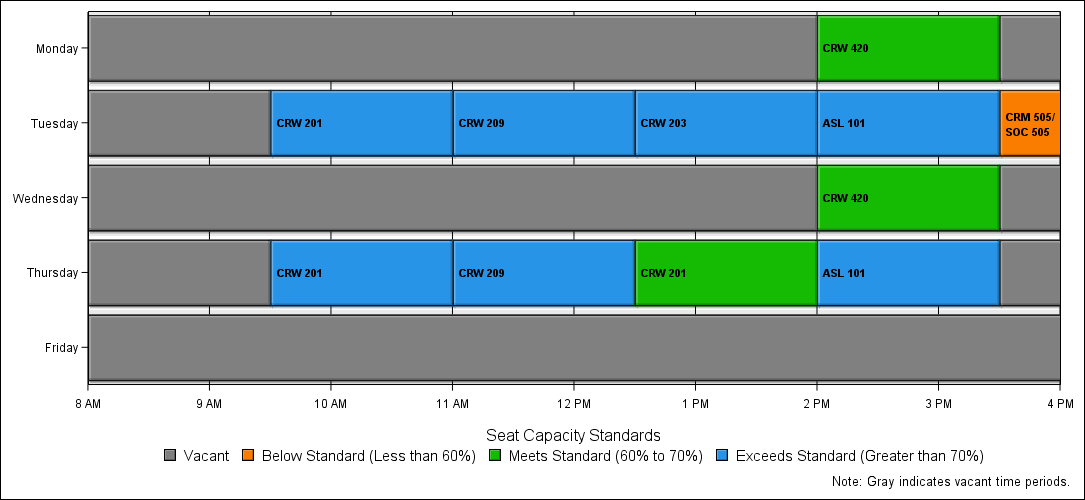 Monday
CRW 420
Tuesday
CRW 201
CRW 209
CRW 203
ASL 101
CRM 505/
SOC 505
Wednesday
CRW 420
Thursday
CRW 201
CRW 209
CRW 201
ASL 101
Friday
8 AM 9 AM 10 AM 11 AM 12 PM 1 PM 2 PM 3 PM 4 PM
Seat Capacity Standards
Vacant Below Standard (Less than 60%) Meets Standard (60% to 70%) Exceeds Standard (Greater than 70%)
Note: Gray indicates vacant time periods.